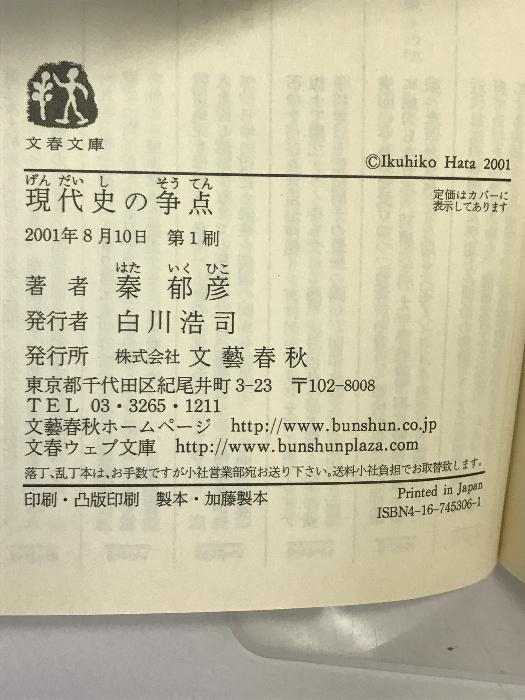 文春文庫
©Ikuhiko Hata 2001
げん だい し そう てん
現代史の争点
定価はカバーに
表示してあります
2001年8月10日 第1刷
はた いく ひこ
著 者 秦 郁彦
発行者 白川浩司
発行所 株式会社 文藝春秋
東京都千代田区紀尾井町3-23 〒102-8008
TEL 03・3265・1211
文藝春秋ホームページ http://www.bunshun.co.jp
文春ウェブ文庫 http://www.bunshunplaza.com
落丁、乱丁本は、お手数ですが小社営業部宛お送り下さい。送料小社負担でお取替致します。
印刷・凸版印刷 製本・加藤製本
Printed in Japan
ISBN4-16-745306-1